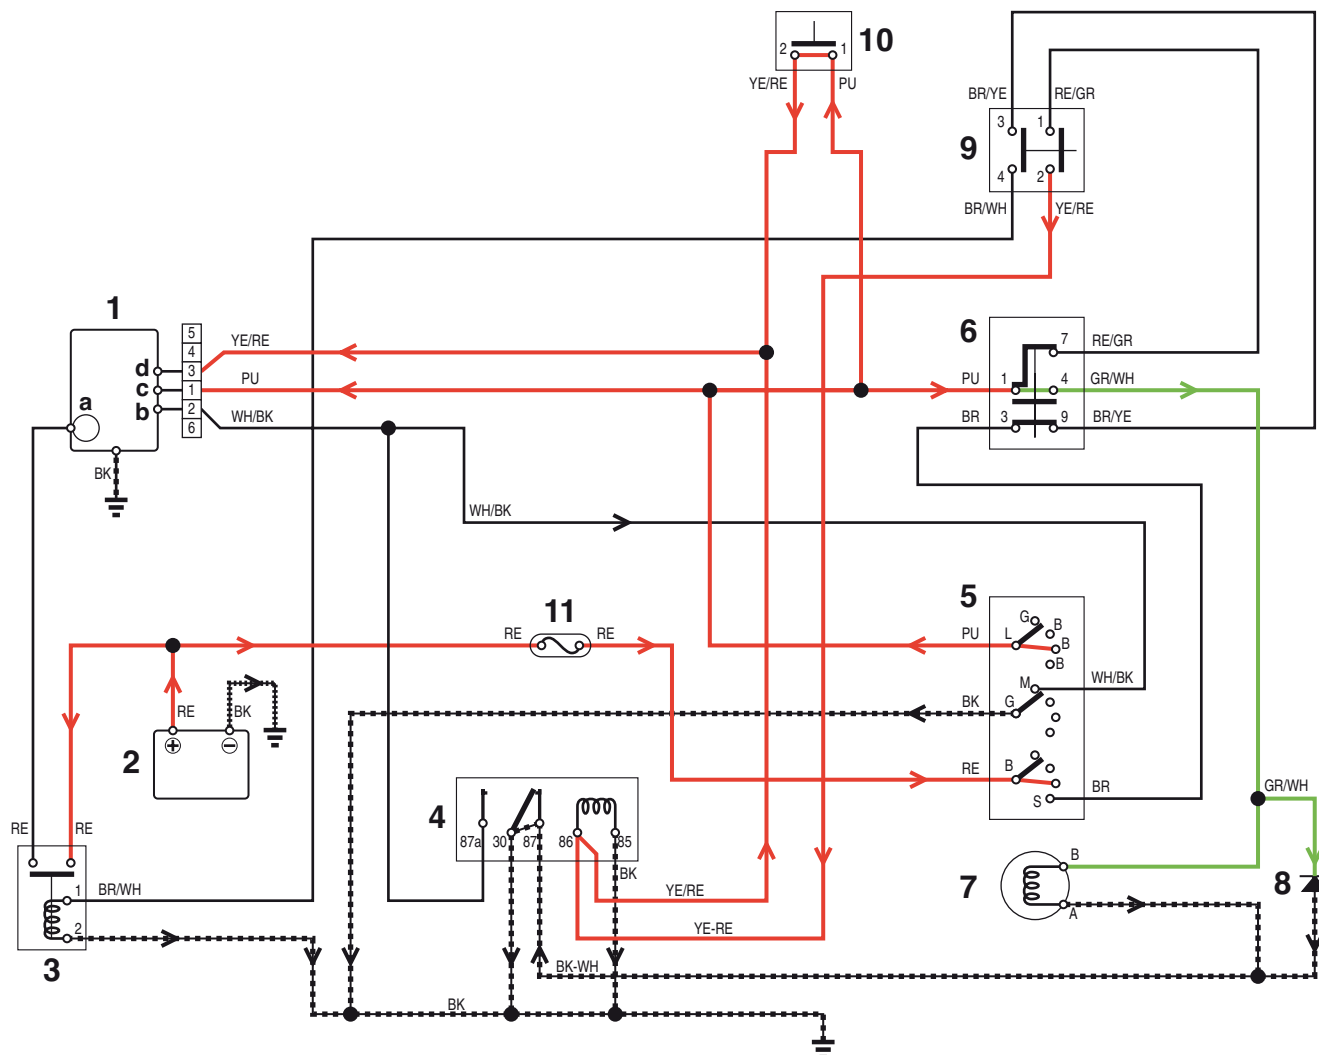 10
2 1
YE/RE PU
BR/YE RE/GR
3 1
9
4 2
BR/WH YE/RE
1
a
d
c
b
5
4
3
1
2
6
YE/RE
PU
WH/BK
BK
6
7 RE/GR
PU 1 4 GR/WH
BR 3 9 BR/YE
WH/BK
11
RE RE
5
G
B
PU L B
B
M WH/BK
BK G
RE B
S BR
GR/WH
RE BK
2
+ −
4
87a 30 87 86 85
BK
YE/RE
YE-RE
BK-WH
RE RE
1 BR/WH
2
3
BK
7
B
A
8